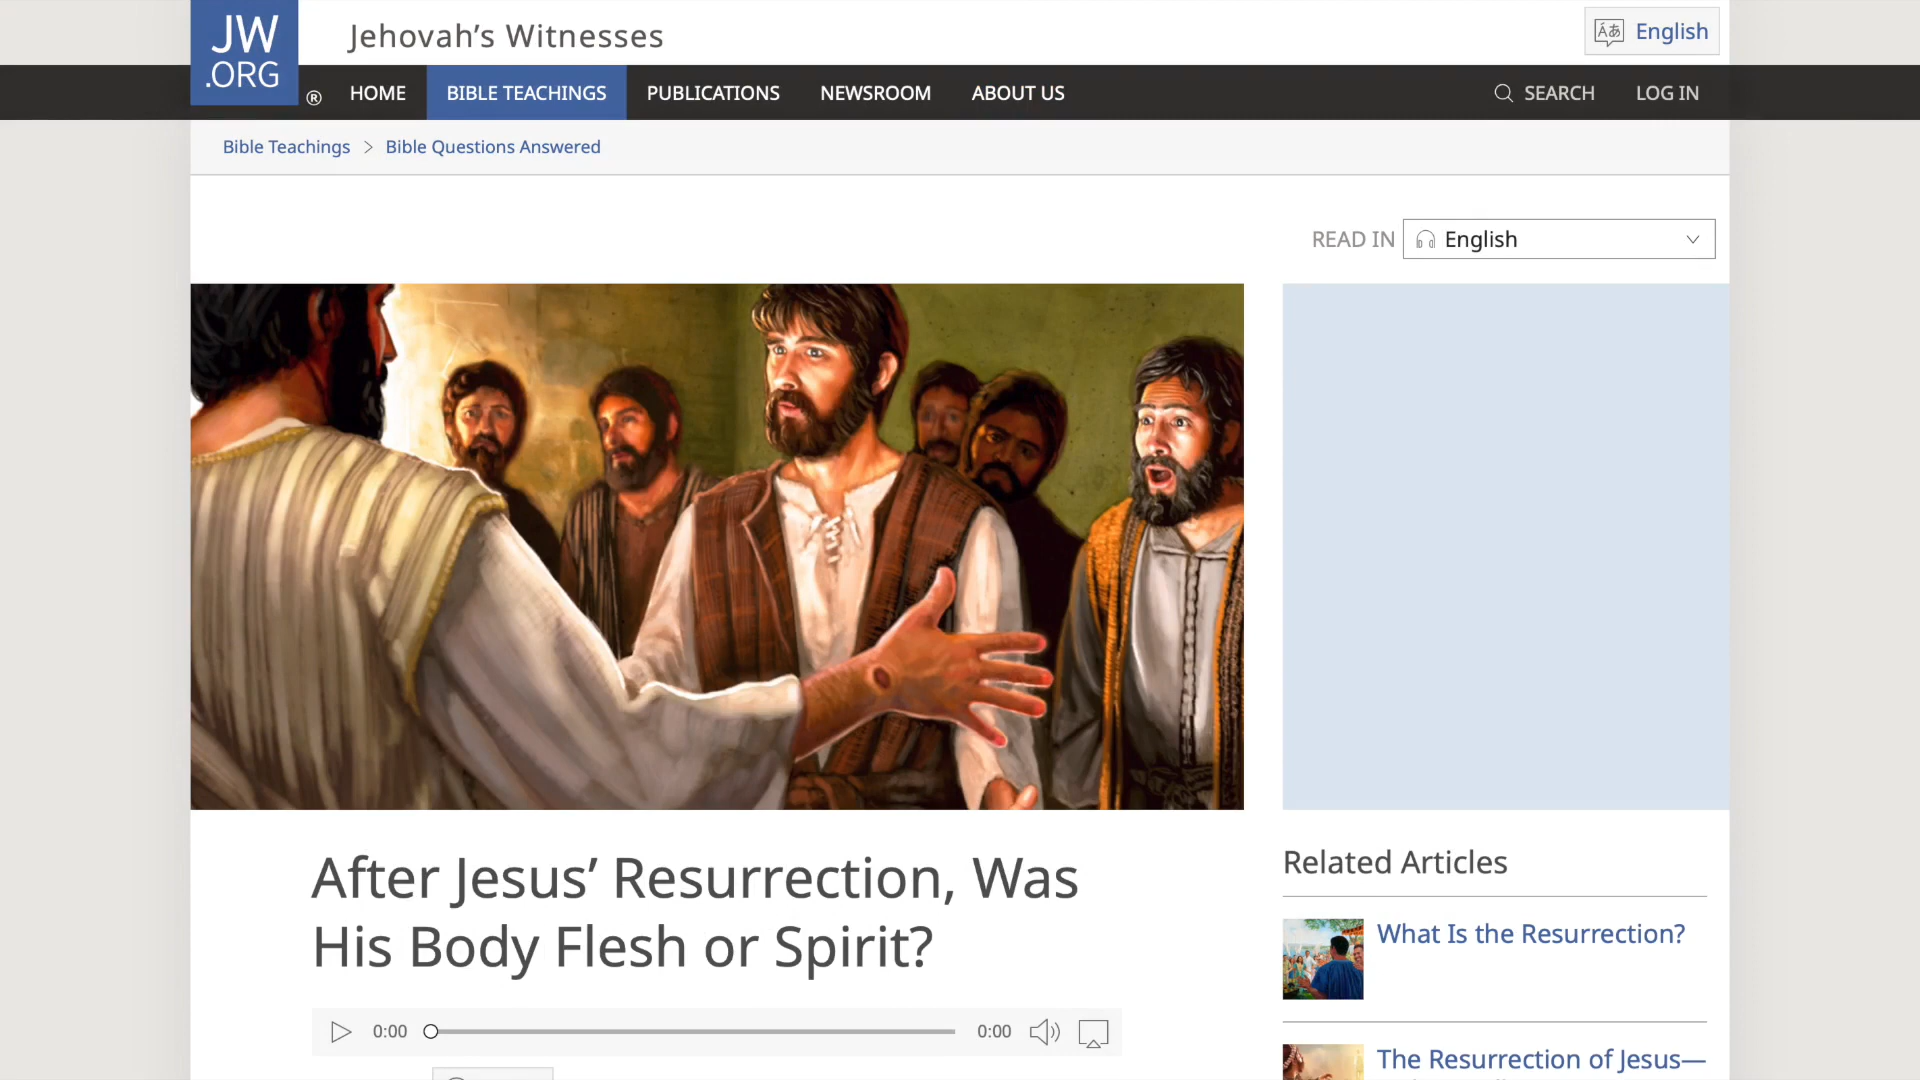 JW
.ORG
®
Jehovah’s Witnesses
English
HOME
BIBLE TEACHINGS
PUBLICATIONS
NEWSROOM
ABOUT US
SEARCH
LOG IN
Bible Teachings > Bible Questions Answered
READ IN
English
After Jesus’ Resurrection, Was
His Body Flesh or Spirit?
0:00
0:00
Related Articles
What Is the Resurrection?
The Resurrection of Jesus—